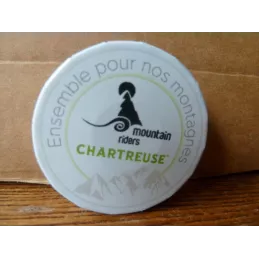 Ensemble pour nos montagnes
mountain
riders
CHARTREUSE